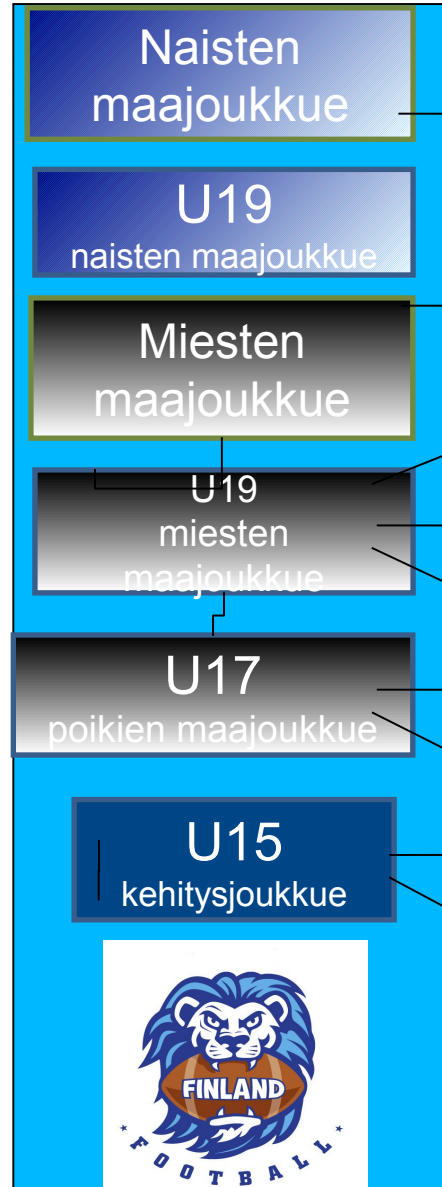 Naisten
maajoukkue
U19
naisten maajoukkue
Miesten
maajoukkue
U19
miesten
maajoukkue
U17
poikien maajoukkue
U15
kehitysjoukkue
FINLAND
FOOTBALL